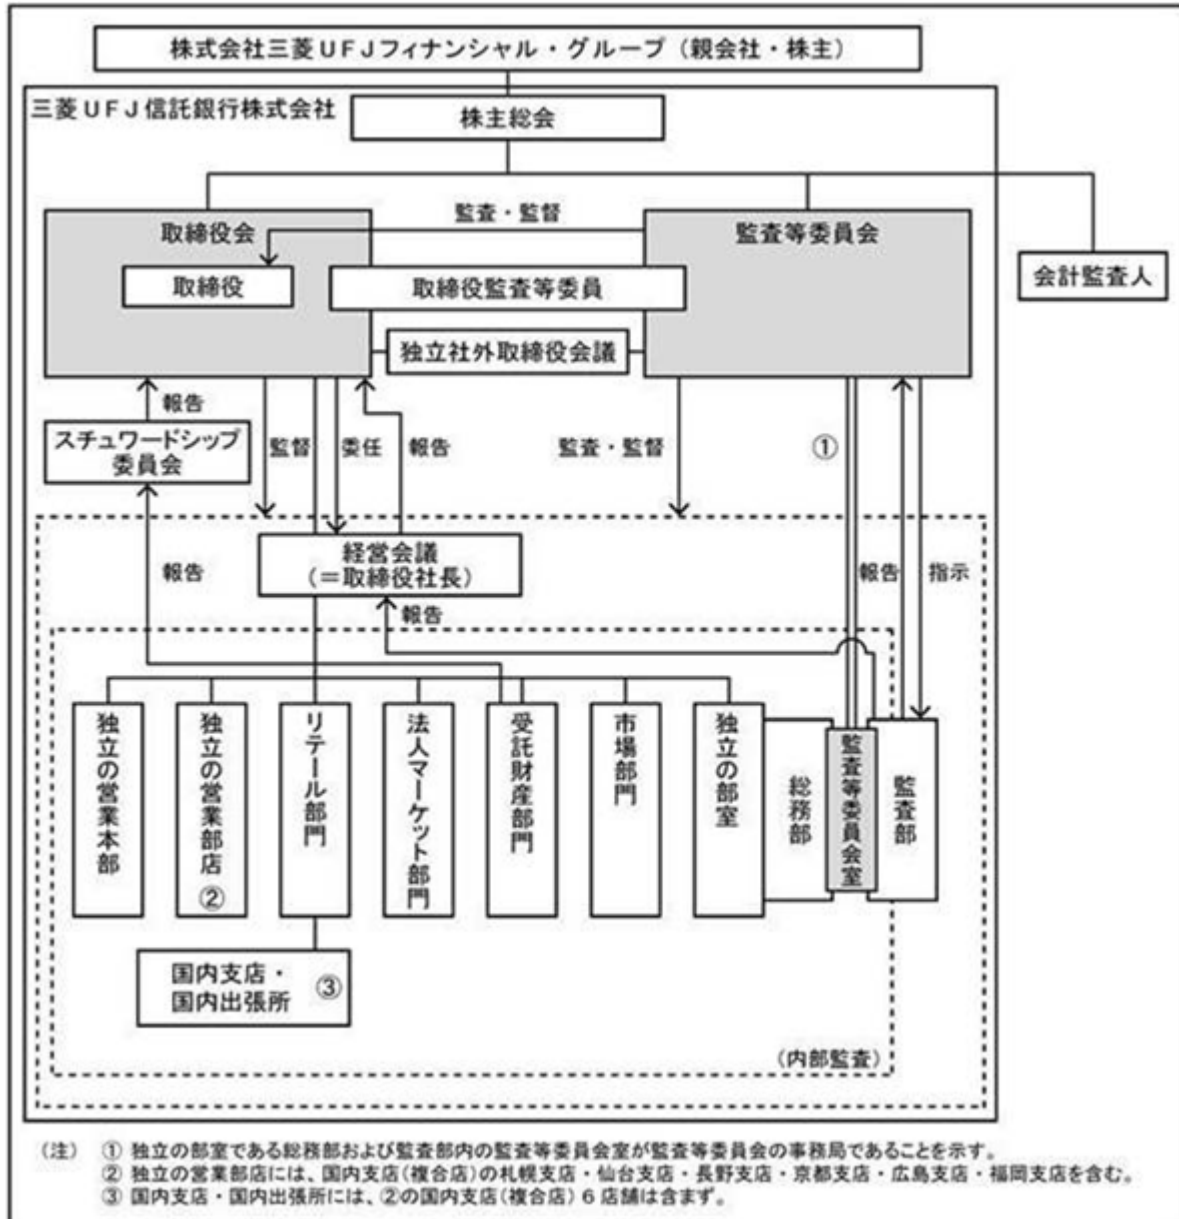 株式会社三菱UFJフィナンシャル・グループ（親会社・株主）
三菱UFJ信託銀行株式会社
株主総会
取締役会
監査・監督
監査等委員会
取締役
取締役監査等委員
会計監査人
独立社外取締役会議
報告
スチュワードシップ
委員会
監督
委任
報告
監査・監督
①
経営会議
（＝取締役社長）
報告
報告
報告
指示
独立の営業本部
独立の営業部店
②
リテール部門
法人マーケット部門
受託財産部門
市場部門
独立の部室
総務部
監査等委員会室
監査部
国内支店・
国内出張所
③
（内部監査）
（注） ① 独立の部室である総務部および監査部内の監査等委員会室が監査等委員会の事務局であることを示す。
② 独立の営業部店には、国内支店（複合店）の札幌支店・仙台支店・長野支店・京都支店・広島支店・福岡支店を含む。
③ 国内支店・国内出張所には、②の国内支店（複合店）６店舗は含まず。